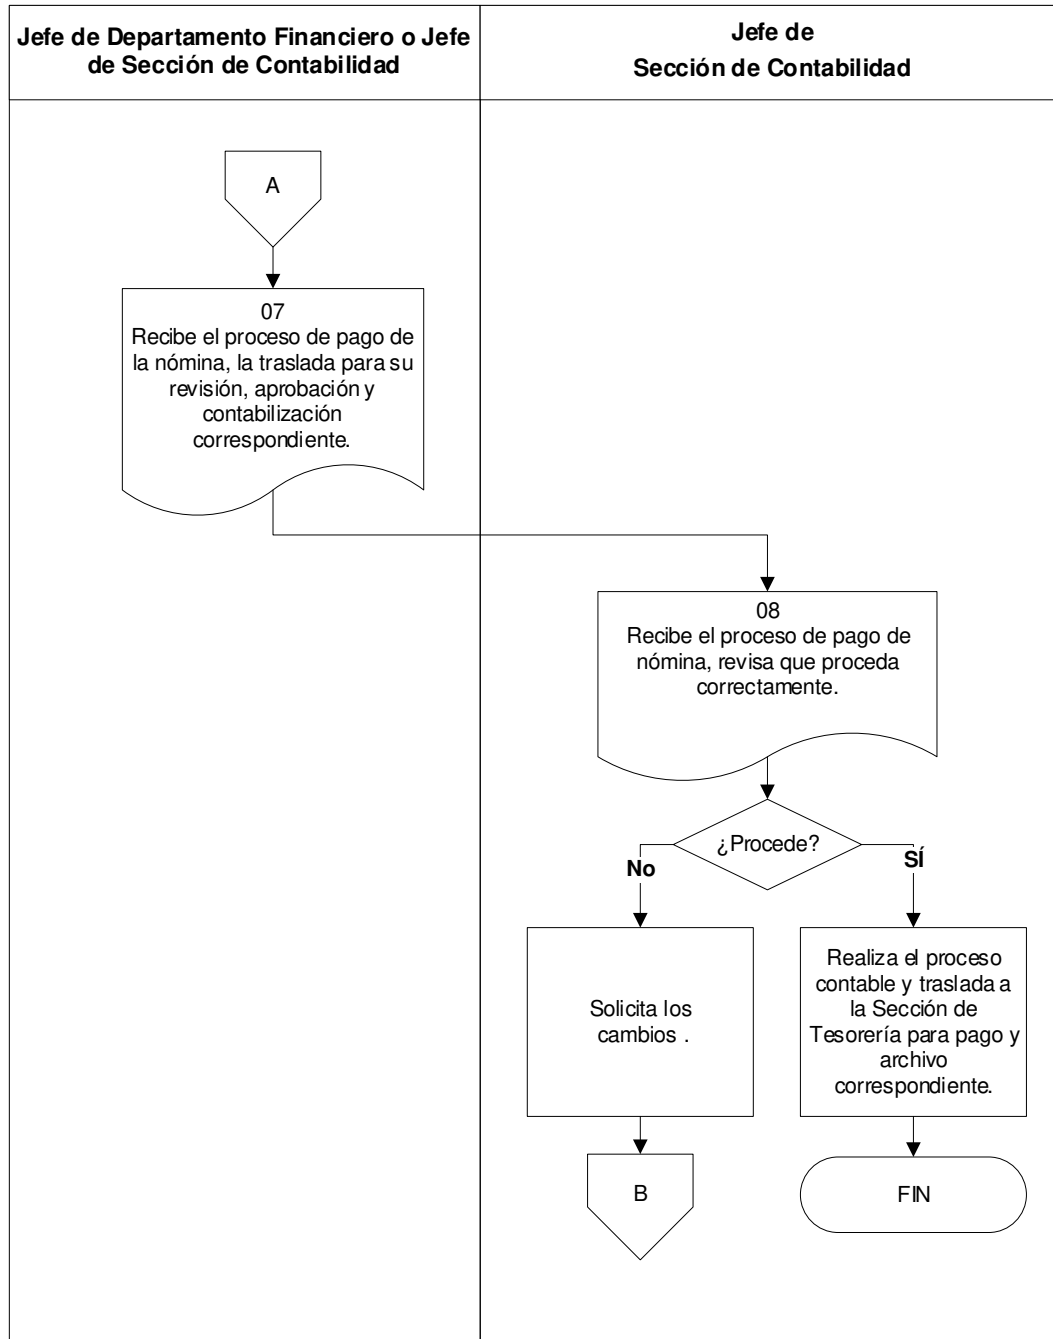 Jefe de Departamento Financiero o Jefe
de Sección de Contabilidad
Jefe de
Sección de Contabilidad
A
07
Recibe el proceso de pago de
la nómina, la traslada para su
revisión, aprobación y
contabilización
correspondiente.
08
Recibe el proceso de pago de
nómina, revisa que proceda
correctamente.
¿Procede?
No
SÍ
Solicita los
cambios .
Realiza el proceso
contable y traslada a
la Sección de
Tesorería para pago y
archivo
correspondiente.
B
FIN